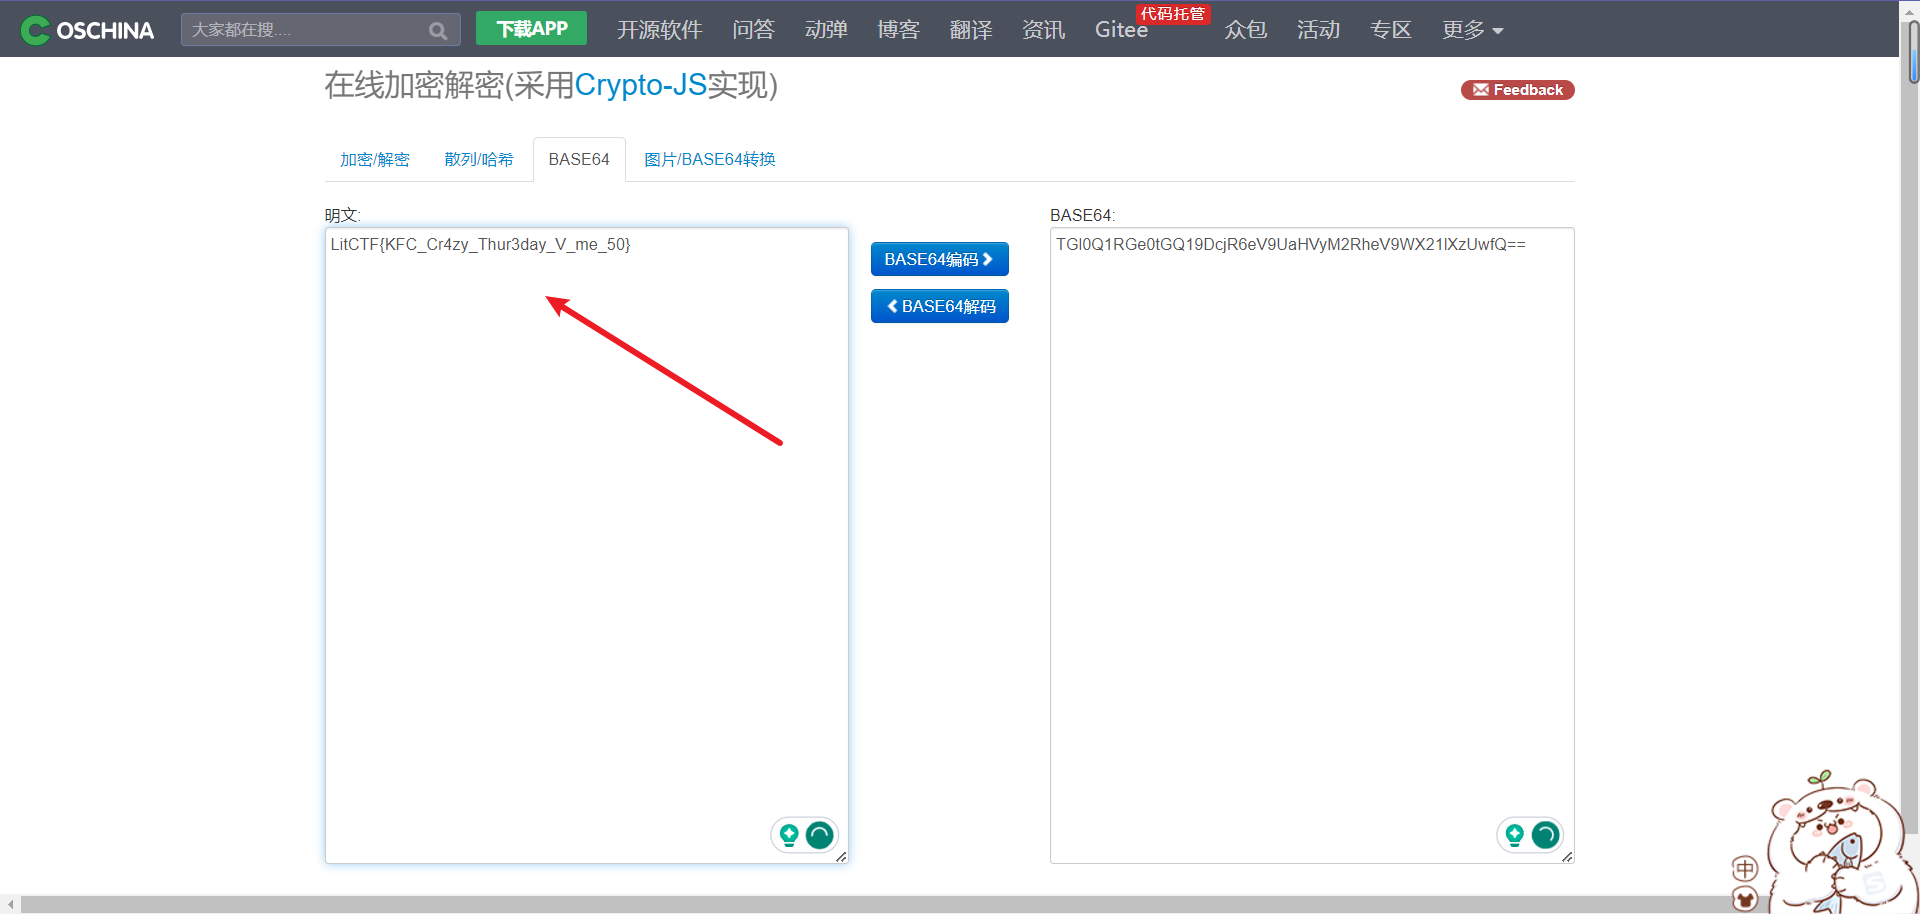 OSCHINA 大家都在搜.... 下载APP 开源软件 问答 动弹 博客 翻译 资讯 Gitee 代码托管 众包 活动 专区 更多
在线加密解密(采用Crypto-JS实现)
Feedback
加密/解密 散列/哈希 BASE64 图片/BASE64转换
明文:
BASE64:
LitCTF{KFC_Cr4zy_Thur3day_V_me_50}
TGl0Q1RGe0tGQ19DcjR6eV9UaHVyM2RheV9WX21lXzUwfQ==
BASE64编码
BASE64解码
中
S